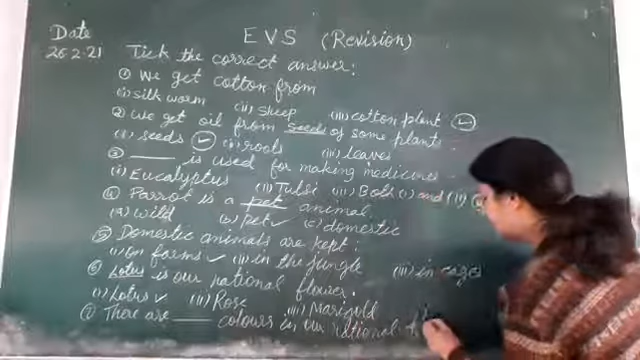 Date
26.2.21
EVS (Revision)
Tick the correct answer:
① We get cotton from
(i) silk worm (ii) sheep (iii) cotton plant ✓
② We get oil from seeds of some plants
(i) seeds ✓ (ii) roots (iii) leaves
③ ____ is used for making medicines
(i) Eucalyptus (ii) Tulsi (iii) Both (i) and (ii)
④ Parrot is a pet animal.
(a) wild (b) pet ✓ (c) domestic
⑤ Domestic animals are kept:
(i) on farms ✓ (ii) in the jungle (iii) in cages
⑥ Lotus is our national flower.
(i) Lotus ✓ (ii) Rose (iii) Marigold
⑦ There are ____ colours in our national